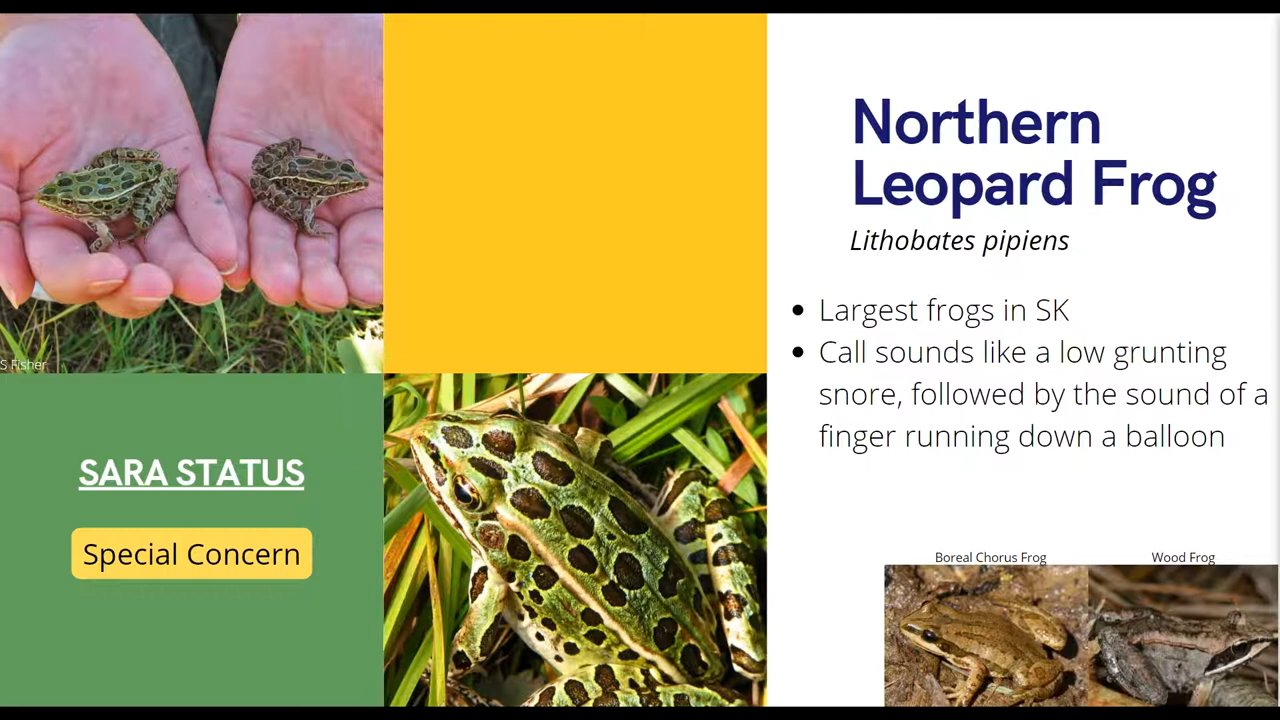 S Fisher
SARA STATUS
Special Concern
Northern
Leopard Frog
Lithobates pipiens
• Largest frogs in SK
• Call sounds like a low grunting
snore, followed by the sound of a
finger running down a balloon
Boreal Chorus Frog
Wood Frog